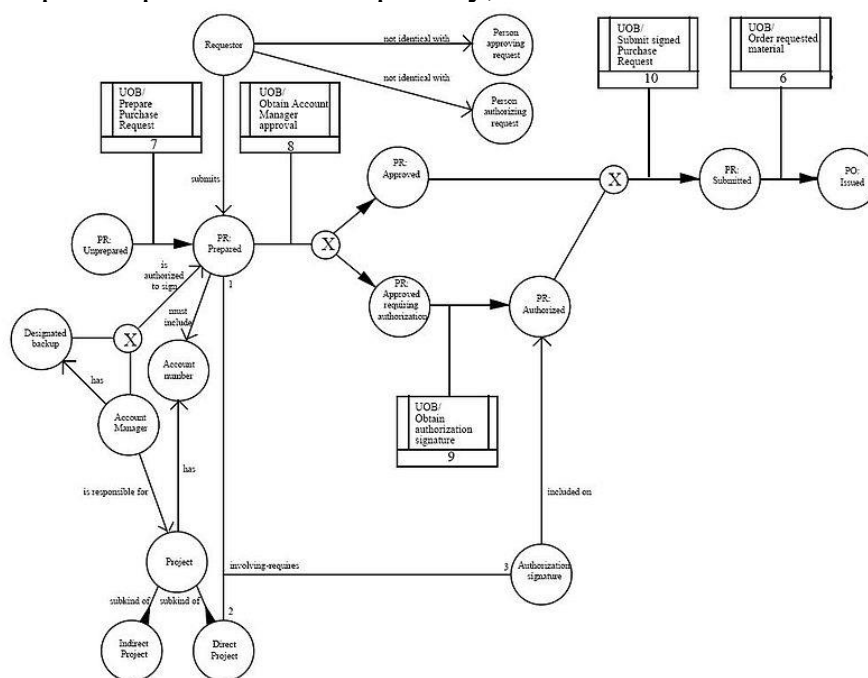 Requestor
not identical with
Person
approving
request
not identical with
Person
authorizing
request
UOB/
Submit signed
Purchase
Request
10
UOB/
Order requested
material
6
UOB/
Prepare
Purchase
Request
7
UOB/
Obtain Account
Manager
approval
8
submits
PR:
Approved
X
PR:
Submitted
PO:
Issued
PR:
Unprepared
PR:
Prepared
X
1
is
authorized
to sign
must
include
PR:
Approved
requiring
authorization
PR:
Authorized
Designated
backup
X
has
Account
number
Account
Manager
UOB/
Obtain
authorization
signature
9
is responsible for
has
included on
Project
involving-requires
3
Authorization
signature
subkind of
subkind of
2
Indirect
Project
Direct
Project